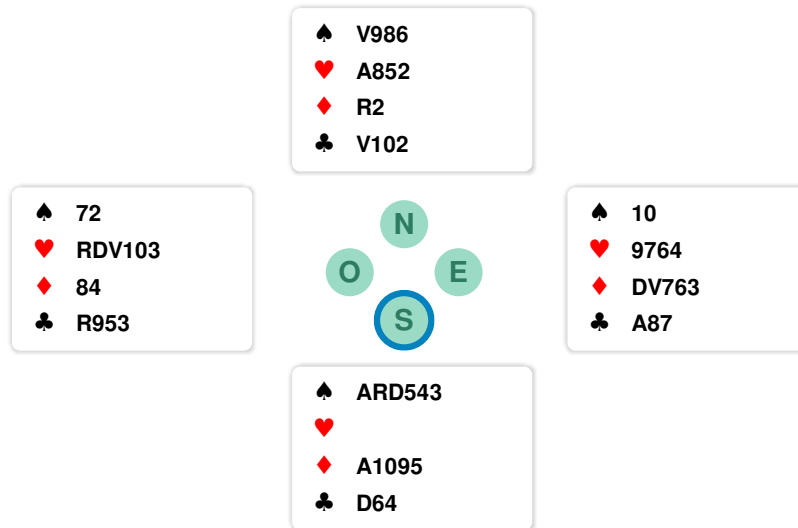 ♠ V986
♥ A852
♦ R2
♣ V102
♠ 72
♥ RDV103
♦ 84
♣ R953
N
O
E
S
♠ 10
♥ 9764
♦ DV763
♣ A87
♠ ARD543
♥
♦ A1095
♣ D64